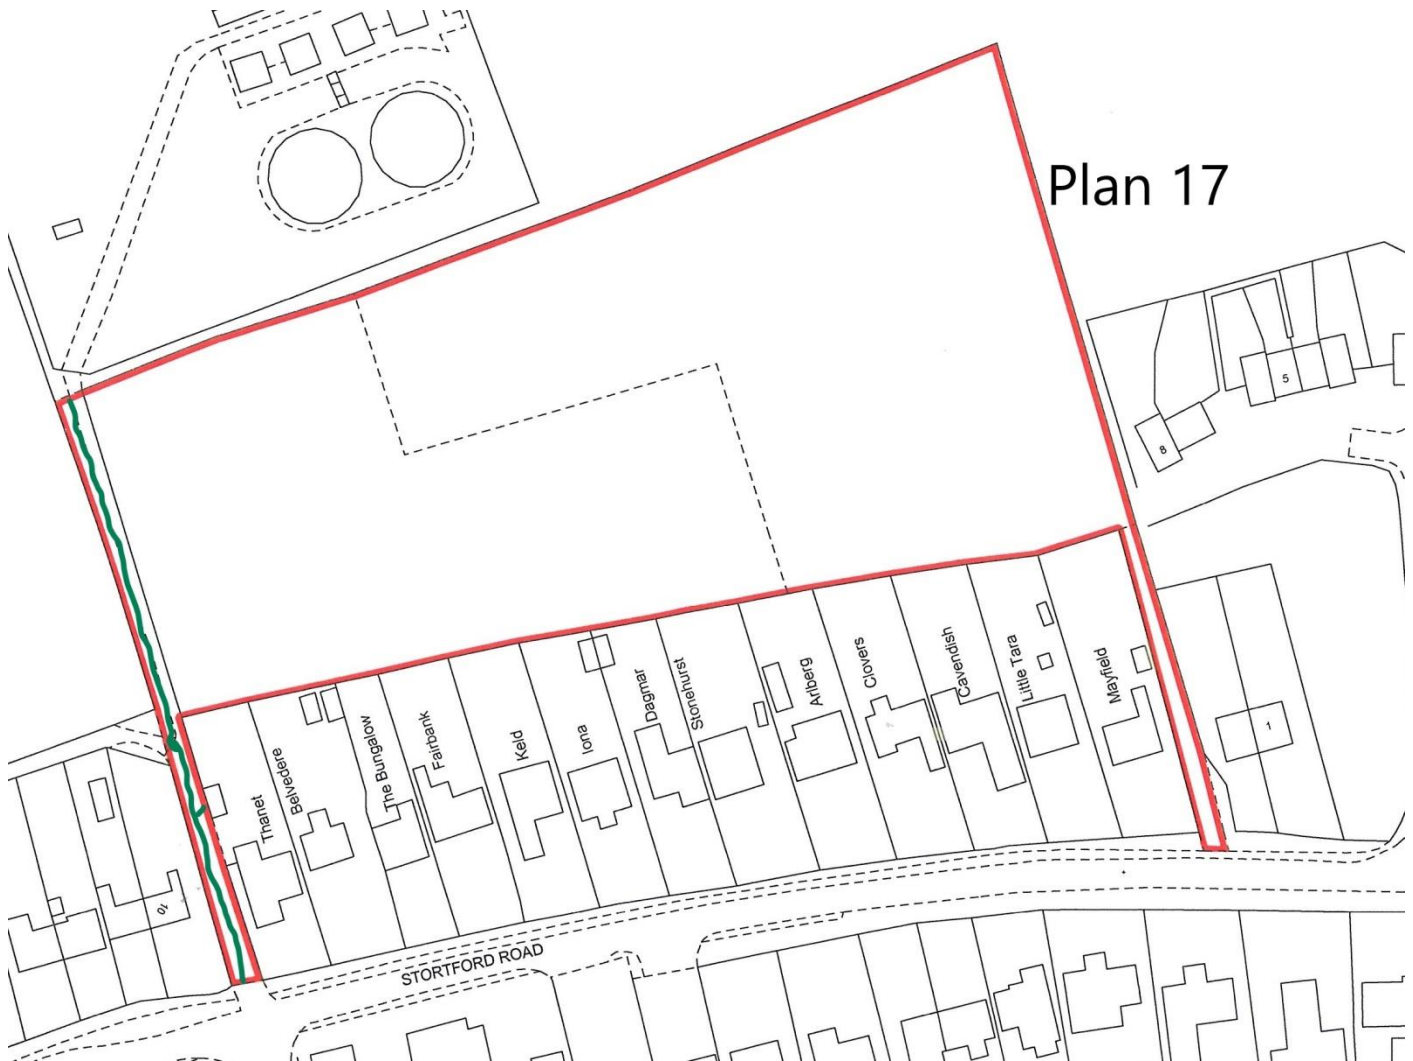 Plan 17
5
8
Thanet
Belvedere
The Bungalow
Fairbank
Keld
Iona
Dagmar
Stonehurst
Arlberg
Clovers
Cavendish
Little Tara
Mayfield
1
STORTFORD ROAD